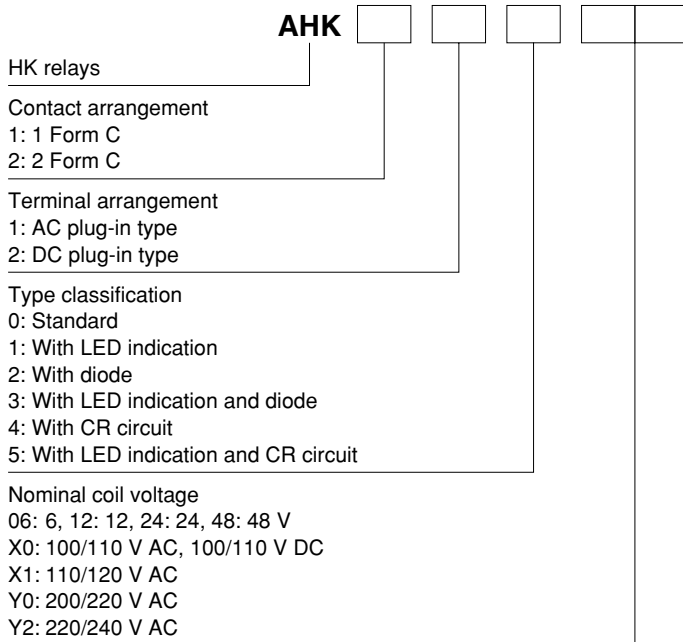 AHK
HK relays
Contact arrangement
1: 1 Form C
2: 2 Form C
Terminal arrangement
1: AC plug-in type
2: DC plug-in type
Type classification
0: Standard
1: With LED indication
2: With diode
3: With LED indication and diode
4: With CR circuit
5: With LED indication and CR circuit
Nominal coil voltage
06: 6, 12: 12, 24: 24, 48: 48 V
X0: 100/110 V AC, 100/110 V DC
X1: 110/120 V AC
Y0: 200/220 V AC
Y2: 220/240 V AC